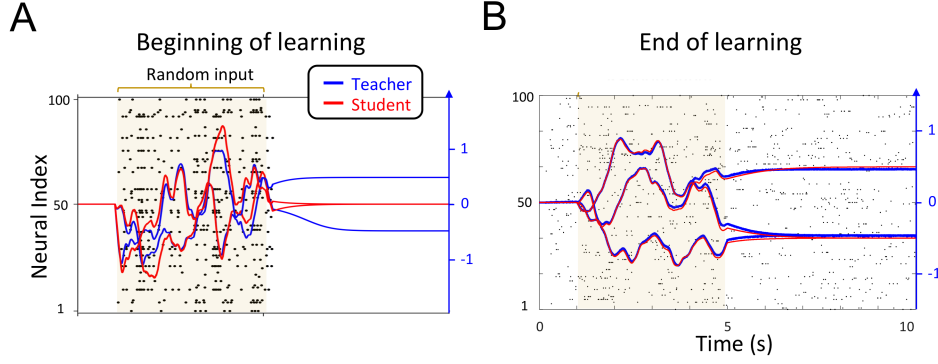 A
Beginning of learning
Random input
Teacher
Student
Neural Index
100
50
1
1
0
-1
B
End of learning
100
50
1
1
0
-1
0
5
10
Time (s)